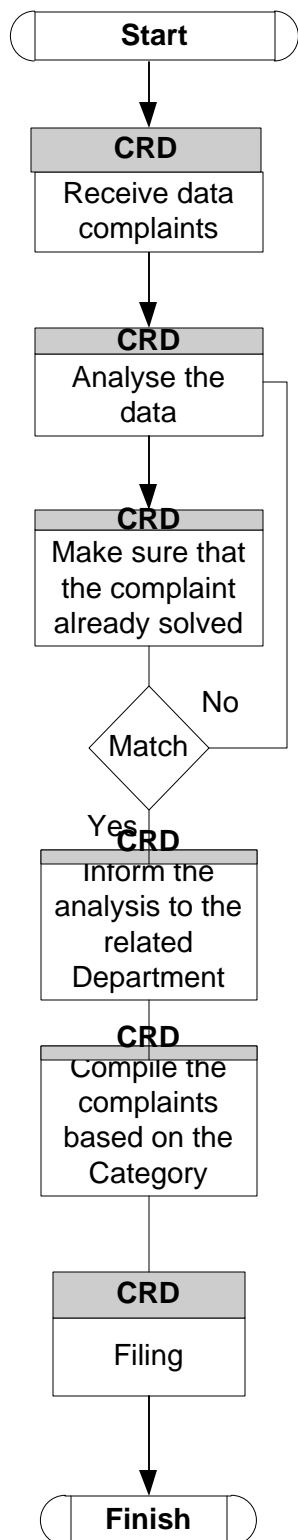 Start
CRD
Receive data
complaints
CRD
Analyse the
data
CRD
Make sure that
the complaint
already solved
No
Match
Yes
CRD
Inform the
analysis to the
related
Department
CRD
Compile the
complaints
based on the
Category
CRD
Filing
Finish